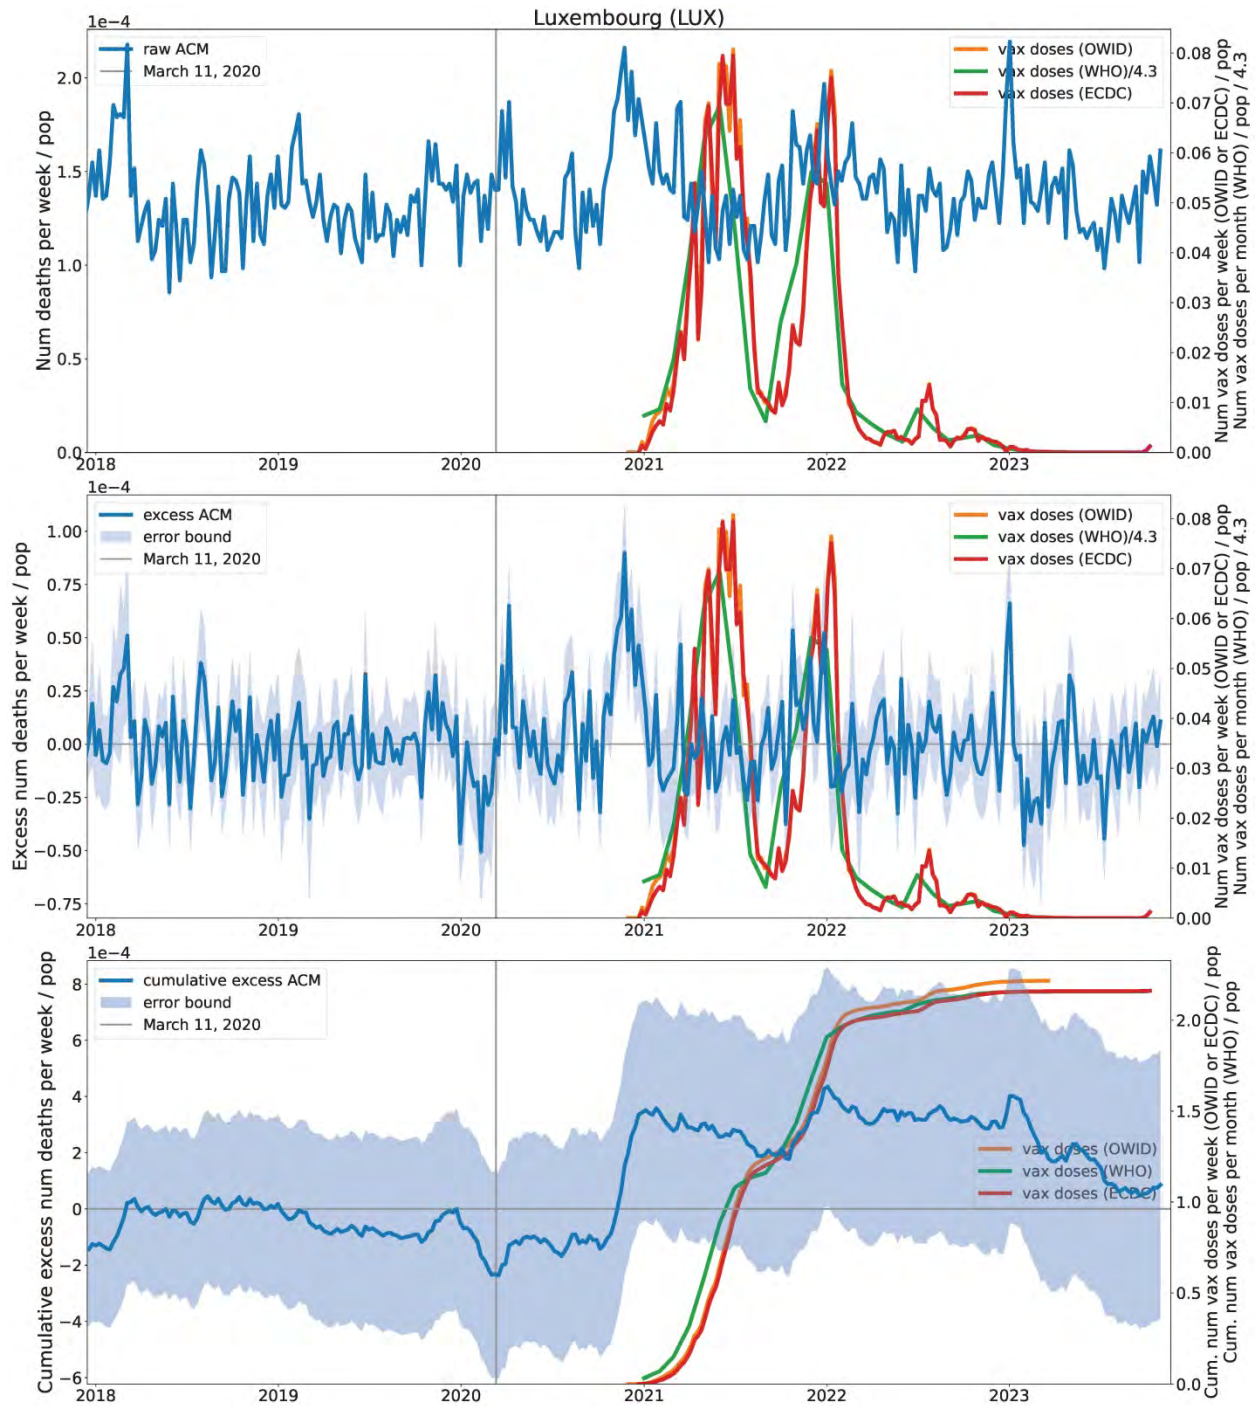 Luxembourg (LUX)
1e−4
raw ACM
March 11, 2020
vax doses (OWID)
vax doses (WHO)/4.3
vax doses (ECDC)
Num deaths per week / pop
2.0
1.5
1.0
0.5
0.0
0.08
0.07
0.06
0.05
0.04
0.03
0.02
0.01
0.00
Num vax doses per week (OWID or ECDC) / pop
Num vax doses per month (WHO) / pop / 4.3
2018 2019 2020 2021 2022 2023
1e−4
excess ACM
error bound
March 11, 2020
vax doses (OWID)
vax doses (WHO)/4.3
vax doses (ECDC)
Excess num deaths per week / pop
1.00
0.75
0.50
0.25
0.00
−0.25
−0.50
−0.75
0.08
0.07
0.06
0.05
0.04
0.03
0.02
0.01
0.00
Num vax doses per week (OWID or ECDC) / pop
Num vax doses per month (WHO) / pop / 4.3
2018 2019 2020 2021 2022 2023
1e−4
cumulative excess ACM
error bound
March 11, 2020
vax doses (OWID)
vax doses (WHO)
vax doses (ECDC)
Cumulative excess num deaths per week / pop
8
6
4
2
0
−2
−4
−6
2.0
1.5
1.0
0.5
0.0
Cum. num vax doses per week (OWID or ECDC) / pop
Cum. num vax doses per month (WHO) / pop
2018 2019 2020 2021 2022 2023